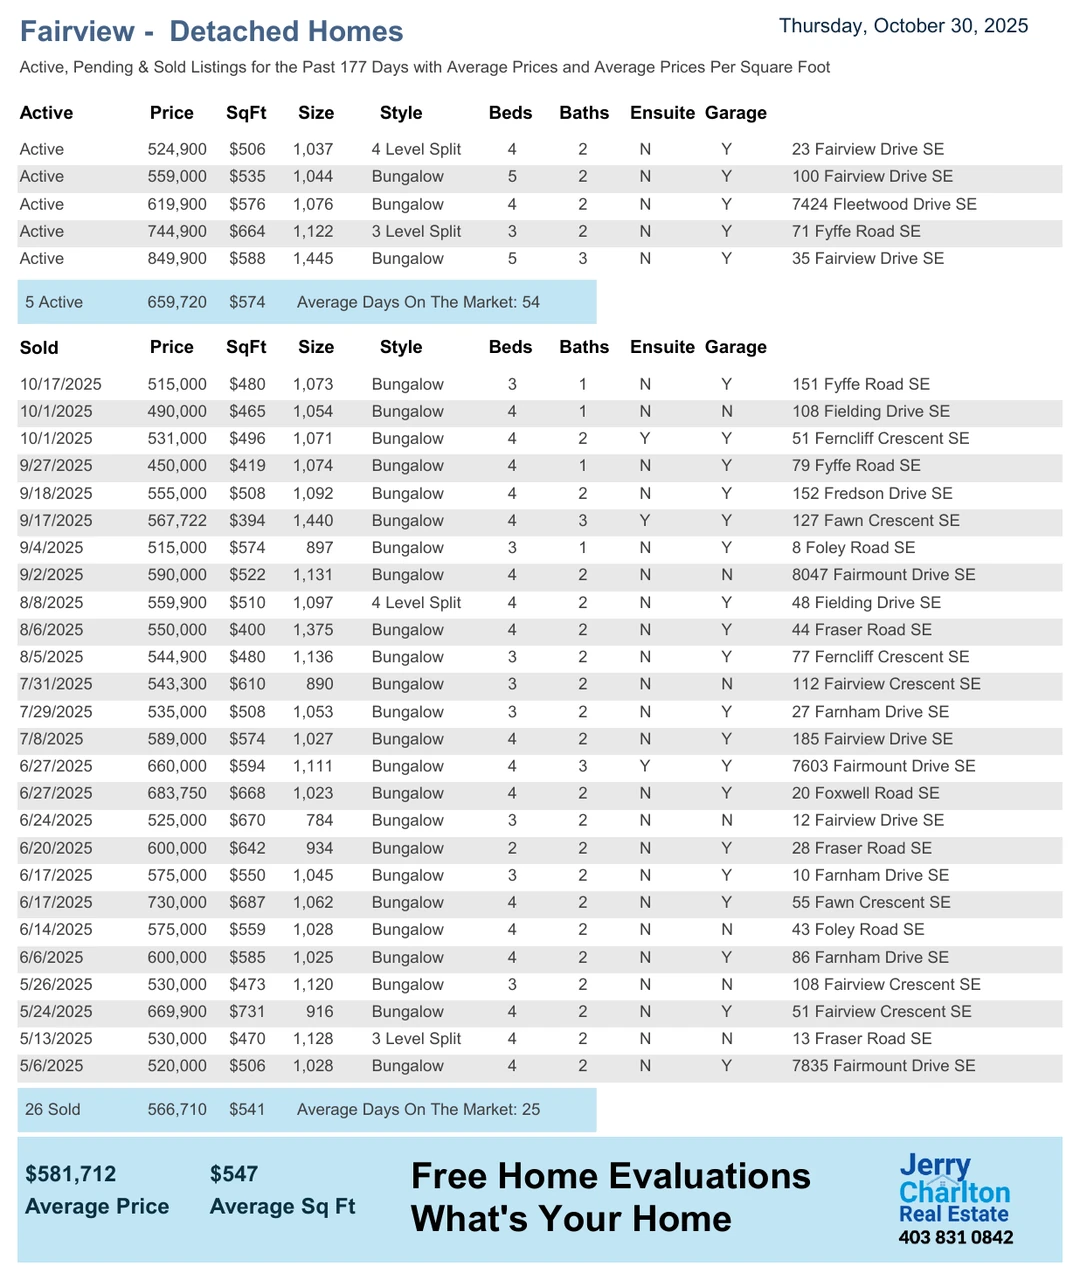 Fairview -  Detached Homes
Thursday, October 30, 2025
Active, Pending & Sold Listings for the Past 177 Days with Average Prices and Average Prices Per Square Foot
Active Price SqFt Size Style Beds Baths Ensuite Garage
Active 524,900 $506 1,037 4 Level Split 4 2 N Y 23 Fairview Drive SE
Active 559,000 $535 1,044 Bungalow 5 2 N Y 100 Fairview Drive SE
Active 619,900 $576 1,076 Bungalow 4 2 N Y 7424 Fleetwood Drive SE
Active 744,900 $664 1,122 3 Level Split 3 2 N Y 71 Fyffe Road SE
Active 849,900 $588 1,445 Bungalow 5 3 N Y 35 Fairview Drive SE
5 Active 659,720 $574 Average Days On The Market: 54
Sold Price SqFt Size Style Beds Baths Ensuite Garage
10/17/2025 515,000 $480 1,073 Bungalow 3 1 N Y 151 Fyffe Road SE
10/1/2025 490,000 $465 1,054 Bungalow 4 1 N N 108 Fielding Drive SE
10/1/2025 531,000 $496 1,071 Bungalow 4 2 Y Y 51 Ferncliff Crescent SE
9/27/2025 450,000 $419 1,074 Bungalow 4 1 N Y 79 Fyffe Road SE
9/18/2025 555,000 $508 1,092 Bungalow 4 2 N Y 152 Fredson Drive SE
9/17/2025 567,722 $394 1,440 Bungalow 4 3 Y Y 127 Fawn Crescent SE
9/4/2025 515,000 $574 897 Bungalow 3 1 N Y 8 Foley Road SE
9/2/2025 590,000 $522 1,131 Bungalow 4 2 N N 8047 Fairmount Drive SE
8/8/2025 559,900 $510 1,097 4 Level Split 4 2 N Y 48 Fielding Drive SE
8/6/2025 550,000 $400 1,375 Bungalow 4 2 N Y 44 Fraser Road SE
8/5/2025 544,900 $480 1,136 Bungalow 3 2 N Y 77 Ferncliff Crescent SE
7/31/2025 543,300 $610 890 Bungalow 3 2 N N 112 Fairview Crescent SE
7/29/2025 535,000 $508 1,053 Bungalow 3 2 N Y 27 Farnham Drive SE
7/8/2025 589,000 $574 1,027 Bungalow 4 2 N Y 185 Fairview Drive SE
6/27/2025 660,000 $594 1,111 Bungalow 4 3 Y Y 7603 Fairmount Drive SE
6/27/2025 683,750 $668 1,023 Bungalow 4 2 N Y 20 Foxwell Road SE
6/24/2025 525,000 $670 784 Bungalow 3 2 N N 12 Fairview Drive SE
6/20/2025 600,000 $642 934 Bungalow 2 2 N Y 28 Fraser Road SE
6/17/2025 575,000 $550 1,045 Bungalow 3 2 N Y 10 Farnham Drive SE
6/17/2025 730,000 $687 1,062 Bungalow 4 2 N Y 55 Fawn Crescent SE
6/14/2025 575,000 $559 1,028 Bungalow 4 2 N N 43 Foley Road SE
6/6/2025 600,000 $585 1,025 Bungalow 4 2 N Y 86 Farnham Drive SE
5/26/2025 530,000 $473 1,120 Bungalow 3 2 N N 108 Fairview Crescent SE
5/24/2025 669,900 $731 916 Bungalow 4 2 N Y 51 Fairview Crescent SE
5/13/2025 530,000 $470 1,128 3 Level Split 4 2 N N 13 Fraser Road SE
5/6/2025 520,000 $506 1,028 Bungalow 4 2 N Y 7835 Fairmount Drive SE
26 Sold 566,710 $541 Average Days On The Market: 25
$581,712 $547
Average Price Average Sq Ft
Free Home Evaluations
What's Your Home
Jerry
Charlton
Real Estate
403 831 0842